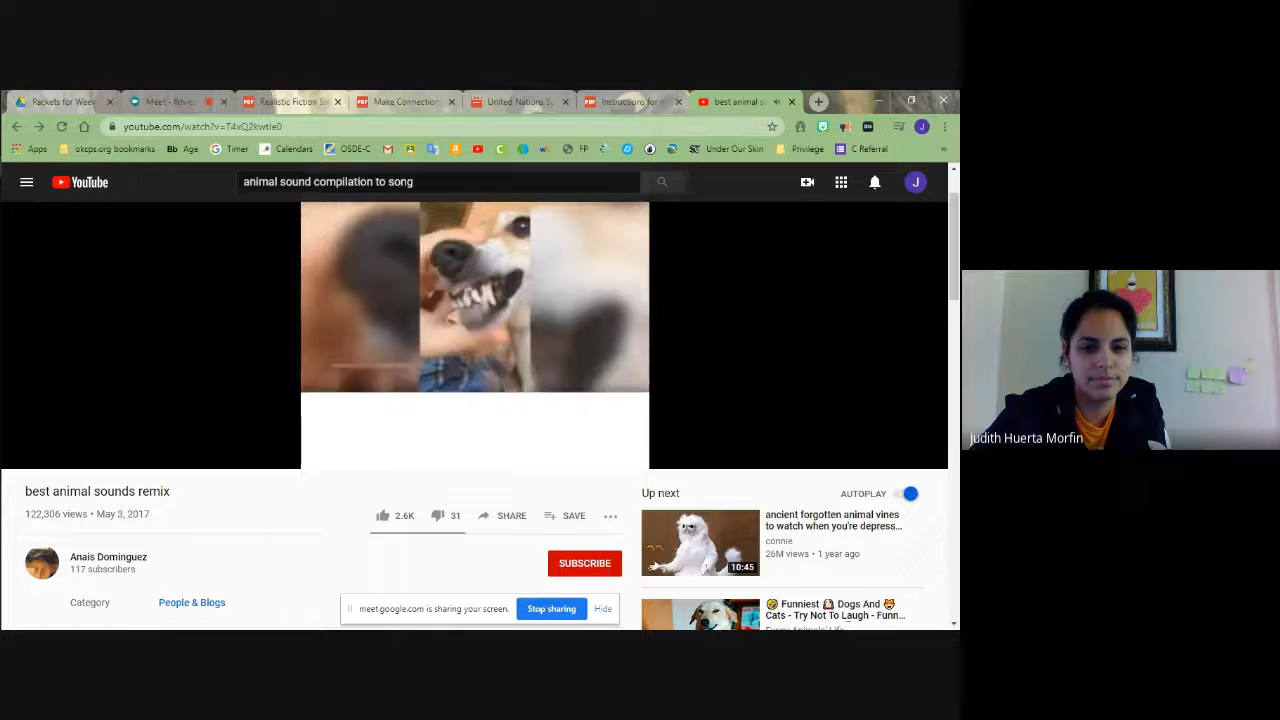 Packets for Week
Meet - fkh-o
Realistic Fiction St
Make Connection
United Nations S
Instructions for n
best animal s
youtube.com/watch?v=T4xQ2kwtIe0
Apps
okcps.org bookmarks
Bb Age
Timer
Calendars
OSDE-C
FP
Under Our Skin
Privilege
C Referral
YouTube
animal sound compilation to song
J
best animal sounds remix
122,306 views • May 3, 2017
2.6K
31
SHARE
SAVE
Anais Dominguez
117 subscribers
SUBSCRIBE
Category
People & Blogs
meet.google.com is sharing your screen.
Stop sharing
Hide
Up next
AUTOPLAY
10:45
ancient forgotten animal vines
to watch when you're depress...
connie
26M views • 1 year ago
😹 Funniest 🐶 Dogs And 😻
Cats - Try Not To Laugh - Funn...
Judith Huerta Morfin